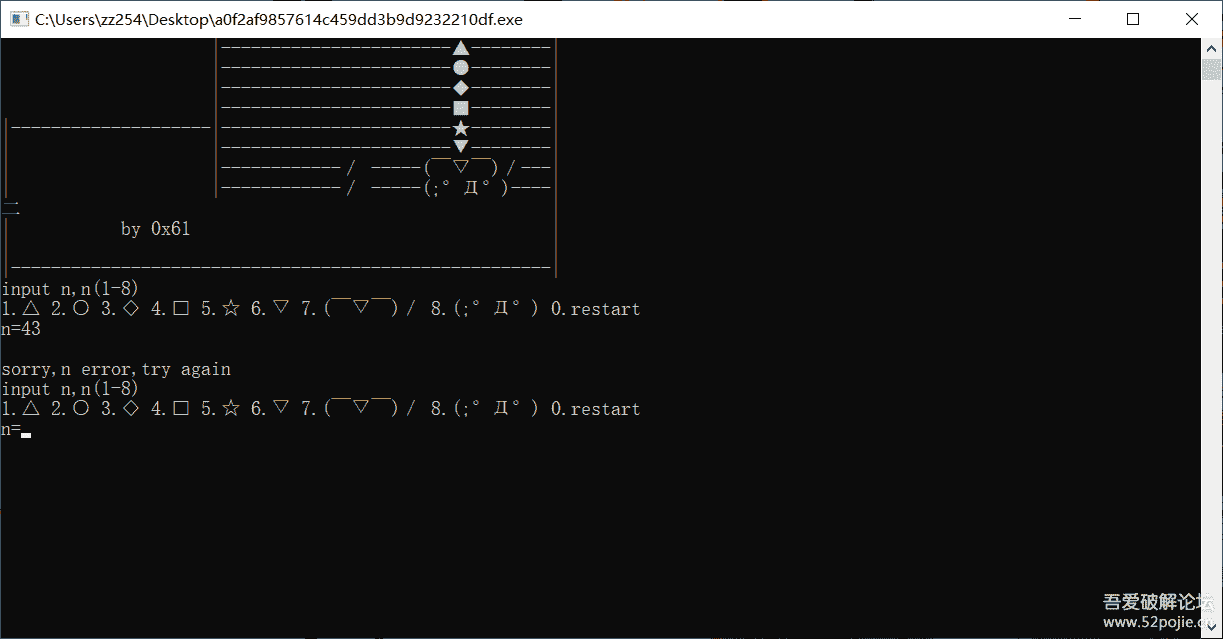 C:\Users\zz254\Desktop\a0f2af9857614c459dd3b9d9232210df.exe
|-----------------------▲--------|
|-----------------------●--------|
|-----------------------◆--------|
|-----------------------■--------|
|--------------------|-----------------------★--------|
|-----------------------▼--------|
|------------/ -----(￣▽￣)/---|
|------------/ -----(;°Д°)----|
二
by 0x61
|------------------------------------------------------|
input n,n(1-8)
1.△ 2.○ 3.◇ 4.□ 5.☆ 6.▽ 7.(￣▽￣)/ 8.(;°Д°) 0.restart
n=43
sorry,n error,try again
input n,n(1-8)
1.△ 2.○ 3.◇ 4.□ 5.☆ 6.▽ 7.(￣▽￣)/ 8.(;°Д°) 0.restart
n=
吾爱破解论坛
www.52pojie.cn